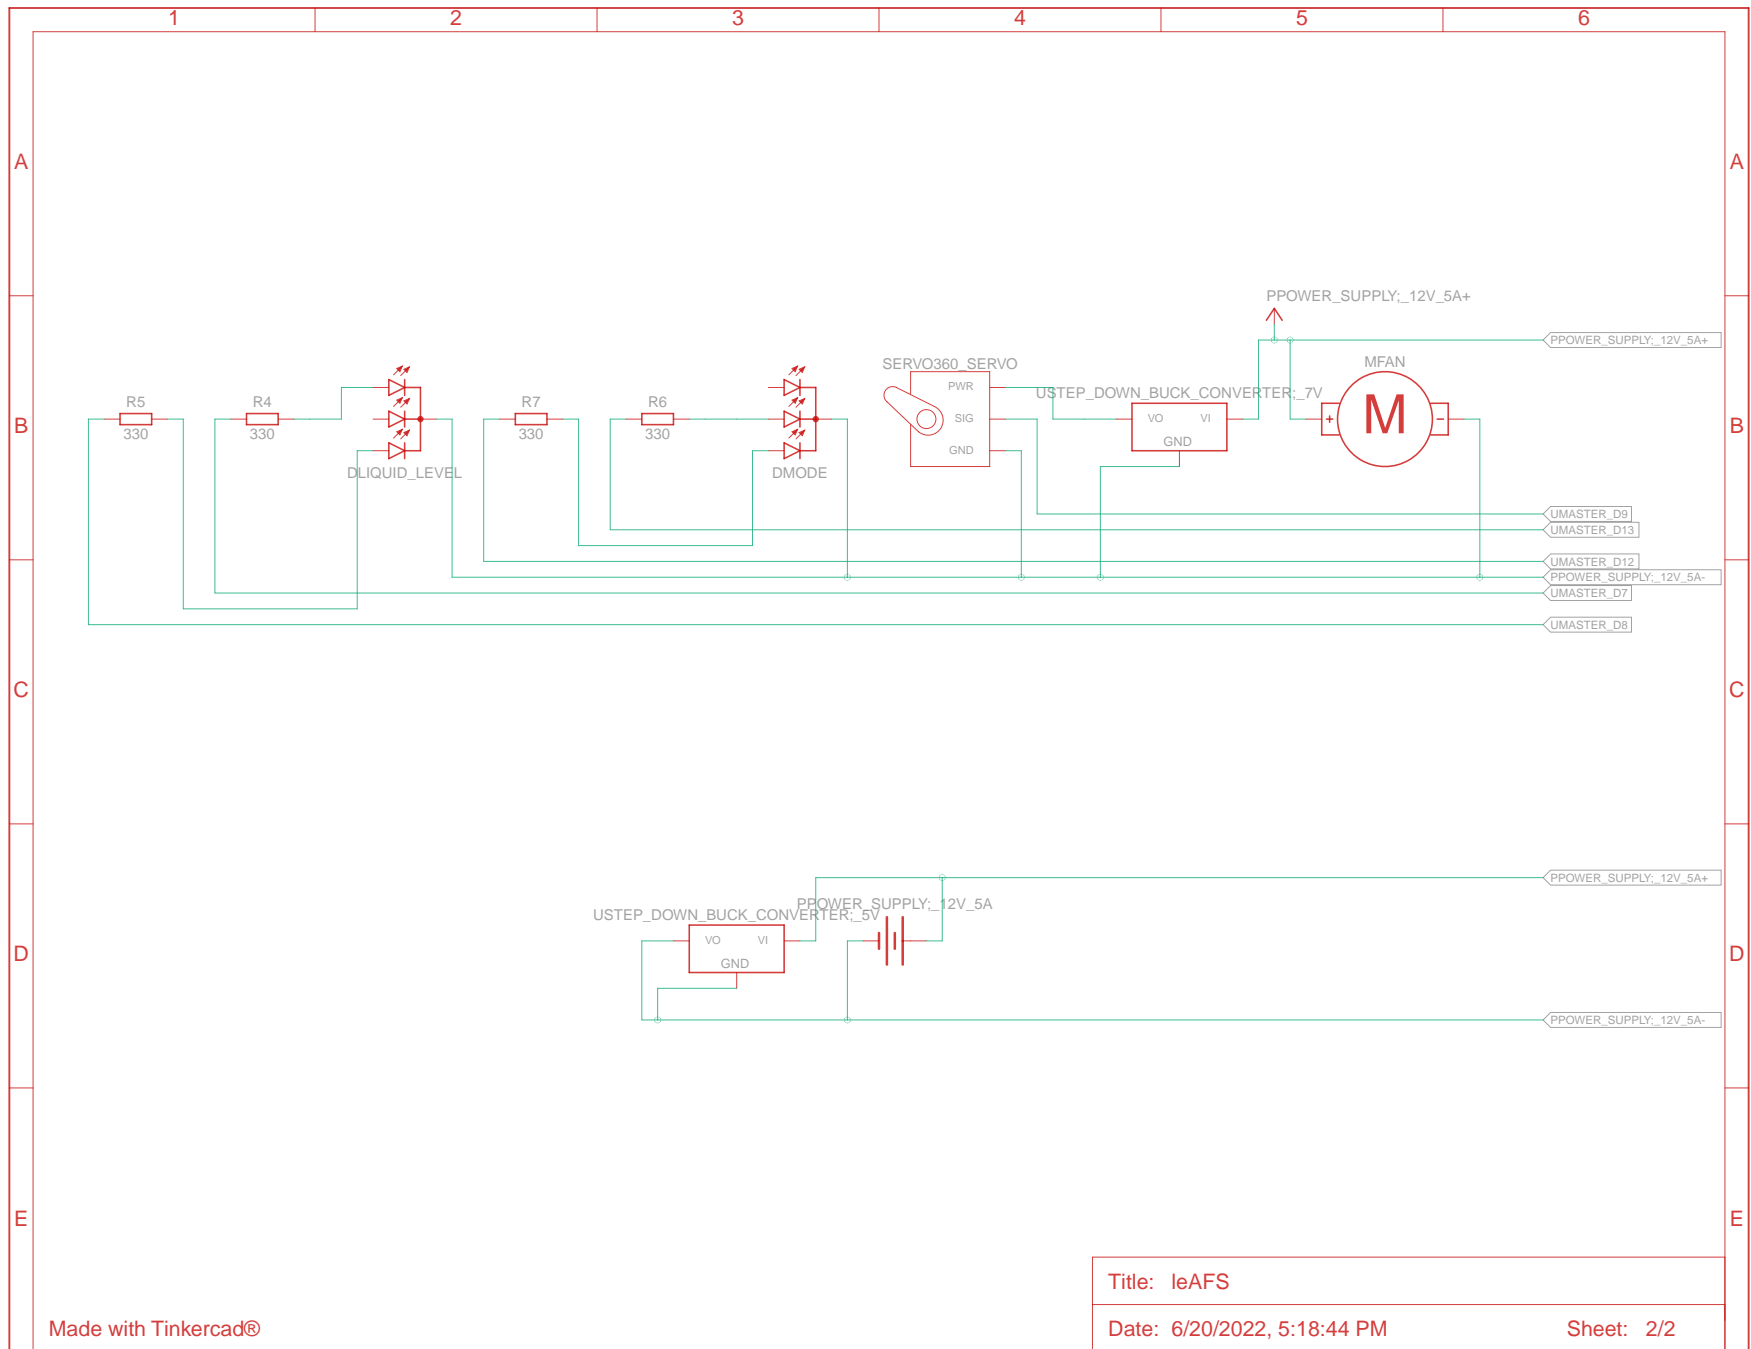 1 2 3 4 5 6
A A
PPOWER_SUPPLY;_12V_5A+
PPOWER_SUPPLY;_12V_5A+
SERVO360_SERVO
MFAN
PWR
USTEP_DOWN_BUCK_CONVERTER;_7V
R5 R4 R7 R6
B SIG VO VI + M - B
330 330 330 330
GND
GND
DLIQUID_LEVEL DMODE
UMASTER_D9
UMASTER_D13
UMASTER_D12
PPOWER_SUPPLY;_12V_5A-
UMASTER_D7
UMASTER_D8
C C
PPOWER_SUPPLY;_12V_5A+
PPOWER_SUPPLY;_12V_5A
USTEP_DOWN_BUCK_CONVERTER;_5V
VO VI
D D
GND
PPOWER_SUPPLY;_12V_5A-
E E
Title: leAFS
Made with Tinkercad®
Date: 6/20/2022, 5:18:44 PM Sheet: 2/2